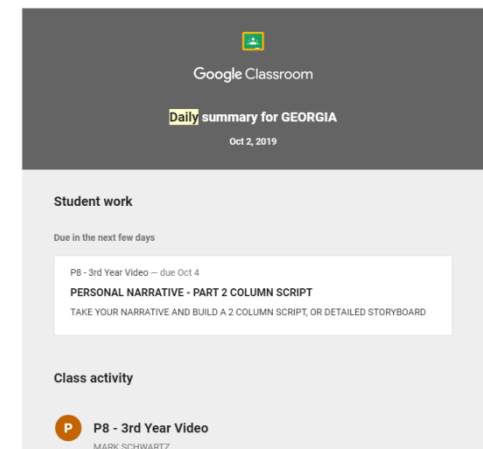 Google Classroom
Daily summary for GEORGIA
Oct 2, 2019
Student work
Due in the next few days
P8 - 3rd Year Video – due Oct 4
PERSONAL NARRATIVE - PART 2 COLUMN SCRIPT
TAKE YOUR NARRATIVE AND BUILD A 2 COLUMN SCRIPT, OR DETAILED STORYBOARD
Class activity
P
P8 - 3rd Year Video
MARK SCHWARTZ